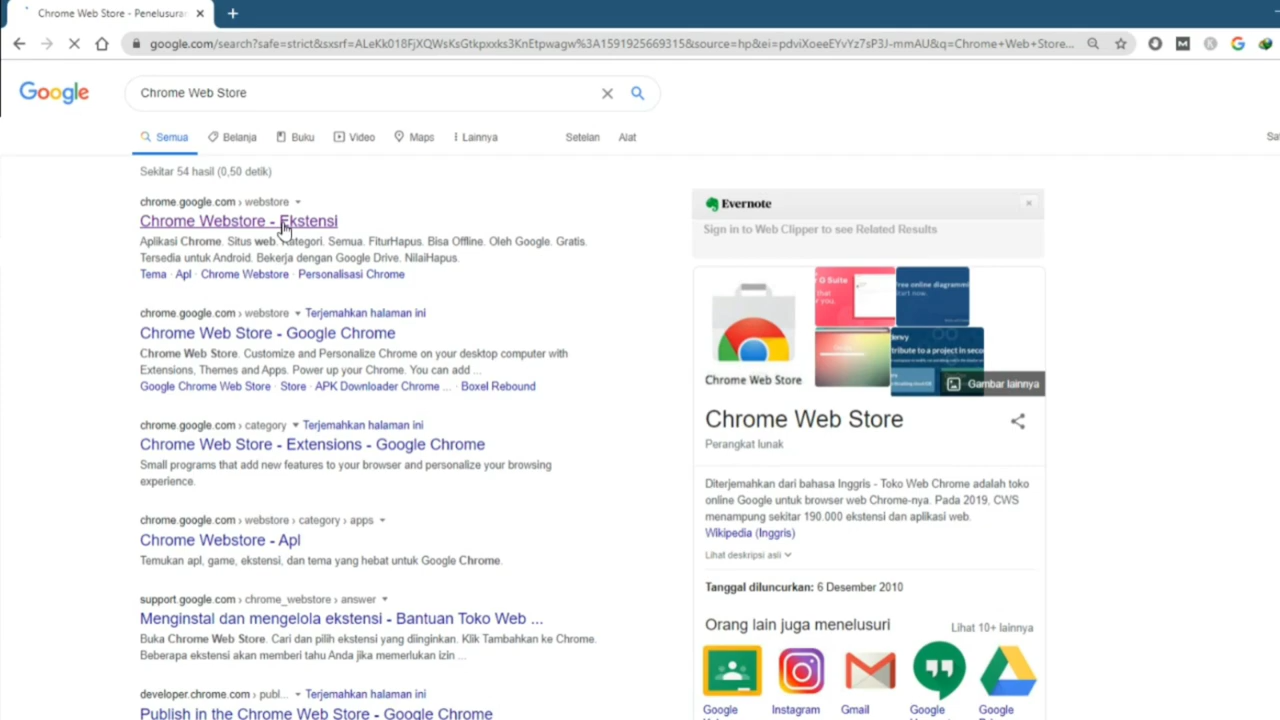 Chrome Web Store - Penelusura
google.com/search?safe=strict&sxsrf=ALeKk018FjXQWsKsGtkpxxks3KnEtpwagw%3A1591925669315&source=hp&ei=pdviXoeeEYvYz7sP3J-mmAU&q=Chrome+Web+Store...
Google
Chrome Web Store
Semua
Belanja
Buku
Video
Maps
Lainnya
Setelan
Alat
Sekitar 54 hasil (0,50 detik)
chrome.google.com › webstore
Chrome Webstore - Ekstensi
Aplikasi Chrome. Situs web. Kategori. Semua. FiturHapus. Bisa Offline. Oleh Google. Gratis.
Tersedia untuk Android. Bekerja dengan Google Drive. NilaiHapus.
Tema · Apl · Chrome Webstore · Personalisasi Chrome
chrome.google.com › webstore Terjemahkan halaman ini
Chrome Web Store - Google Chrome
Chrome Web Store. Customize and Personalize Chrome on your desktop computer with
Extensions, Themes and Apps. Power up your Chrome. You can add ...
Google Chrome Web Store · Store · APK Downloader Chrome ... · Boxel Rebound
chrome.google.com › category Terjemahkan halaman ini
Chrome Web Store - Extensions - Google Chrome
Small programs that add new features to your browser and personalize your browsing
experience.
chrome.google.com › webstore › category › apps
Chrome Webstore - Apl
Temukan apl, game, ekstensi, dan tema yang hebat untuk Google Chrome.
support.google.com › chrome_webstore › answer
Menginstal dan mengelola ekstensi - Bantuan Toko Web ...
Buka Chrome Web Store. Cari dan pilih ekstensi yang diinginkan. Klik Tambahkan ke Chrome.
Beberapa ekstensi akan memberi tahu Anda jika memerlukan izin ...
developer.chrome.com › publ... Terjemahkan halaman ini
Publish in the Chrome Web Store - Google Chrome
Evernote
Sign in to Web Clipper to see Related Results
Chrome Web Store
Gambar lainnya
Chrome Web Store
Perangkat lunak
Diterjemahkan dari bahasa Inggris - Toko Web Chrome adalah toko
online Google untuk browser web Chrome-nya. Pada 2019, CWS
menampung sekitar 190.000 ekstensi dan aplikasi web.
Wikipedia (Inggris)
Lihat deskripsi asli
Tanggal diluncurkan: 6 Desember 2010
Orang lain juga menelusuri
Lihat 10+ lainnya
Google
Instagram
Gmail
Google
Google